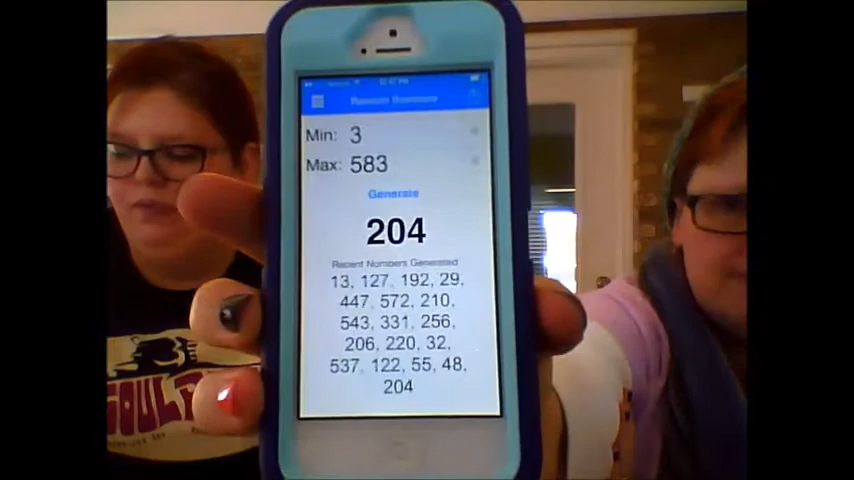 Min: 3
Max: 583
Generate
204
Recent Numbers Generated
13, 127, 192, 29,
447, 572, 210,
543, 331, 256,
206, 220, 32,
537, 122, 55, 48,
204